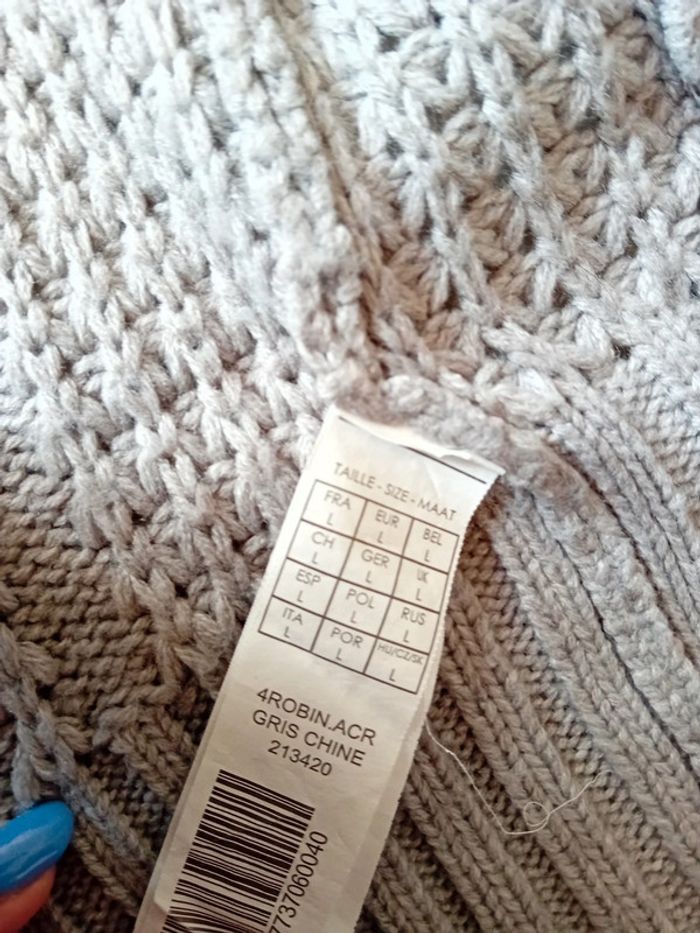 TAILLE - SIZE - MAAT
FRA EUR BEL
L L L
CH GER UK
L L L
ESP POL RUS
L L L
ITA POR HU/CZ/SK
L L L
4ROBIN.ACR
GRIS CHINE
213420
7737060040